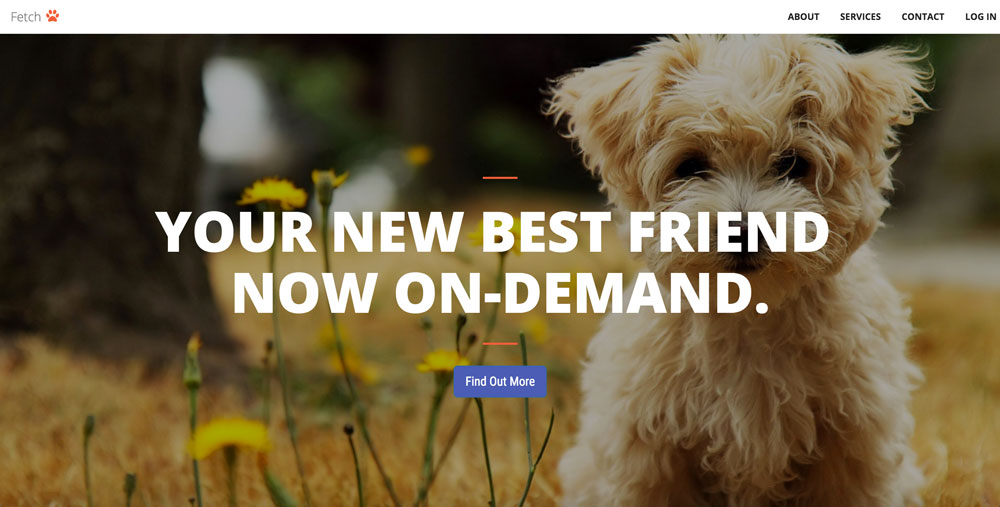 Fetch
ABOUT SERVICES CONTACT LOG IN
YOUR NEW BEST FRIEND
NOW ON-DEMAND.
Find Out More